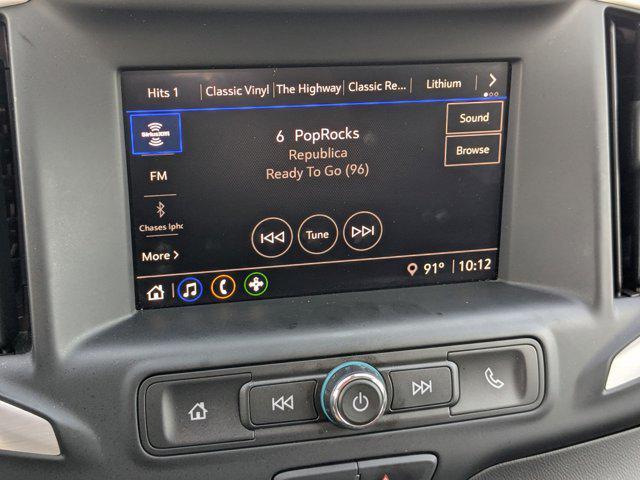 Hits 1 Classic Vinyl The Highway Classic Re... Lithium
SiriusXM
6 PopRocks
Sound
Republica
Browse
Ready To Go (96)
FM
Chases Iphc
Tune
More
91° 10:12